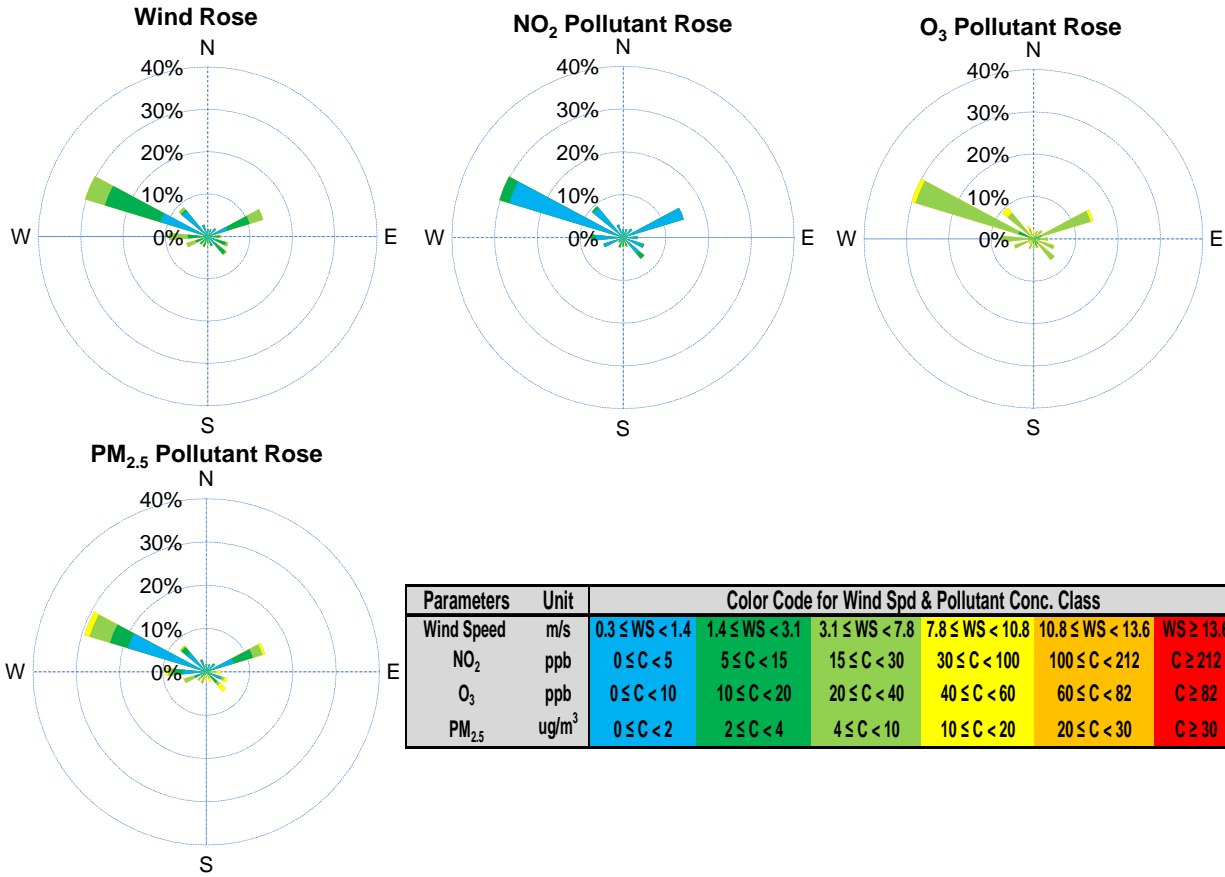 Wind Rose
N
40%
30%
20%
10%
0%
W
E
S
NO₂ Pollutant Rose
N
40%
30%
20%
10%
0%
W
E
S
O₃ Pollutant Rose
N
40%
30%
20%
10%
0%
W
E
S
PM₂.₅ Pollutant Rose
N
40%
30%
20%
10%
0%
W
E
S
Parameters Unit Color Code for Wind Spd & Pollutant Conc. Class
Wind Speed m/s 0.3 ≤ WS < 1.4 1.4 ≤ WS < 3.1 3.1 ≤ WS < 7.8 7.8 ≤ WS < 10.8 10.8 ≤ WS < 13.6 WS ≥ 13.6
NO₂ ppb 0 ≤ C < 5 5 ≤ C < 15 15 ≤ C < 30 30 ≤ C < 100 100 ≤ C < 212 C ≥ 212
O₃ ppb 0 ≤ C < 10 10 ≤ C < 20 20 ≤ C < 40 40 ≤ C < 60 60 ≤ C < 82 C ≥ 82
PM₂.₅ ug/m³ 0 ≤ C < 2 2 ≤ C < 4 4 ≤ C < 10 10 ≤ C < 20 20 ≤ C < 30 C ≥ 30